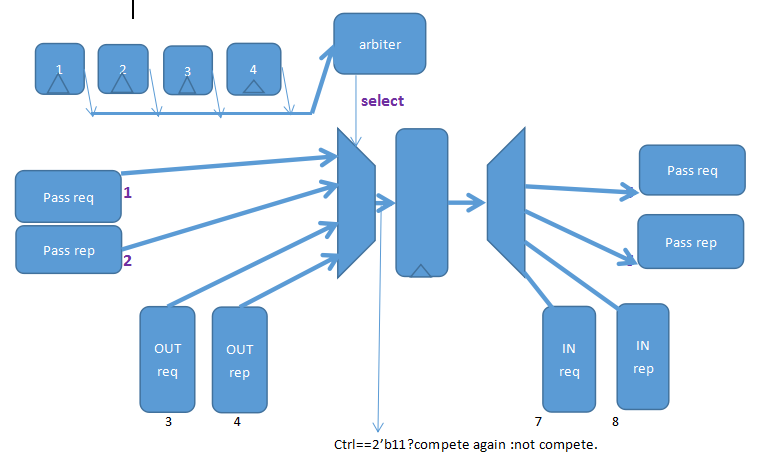 arbiter
1
2
3
4
select
Pass req
1
Pass rep
2
Pass req
Pass rep
OUT
req
OUT
rep
IN
req
IN
rep
3
4
7
8
Ctrl==2’b11?compete again :not compete.